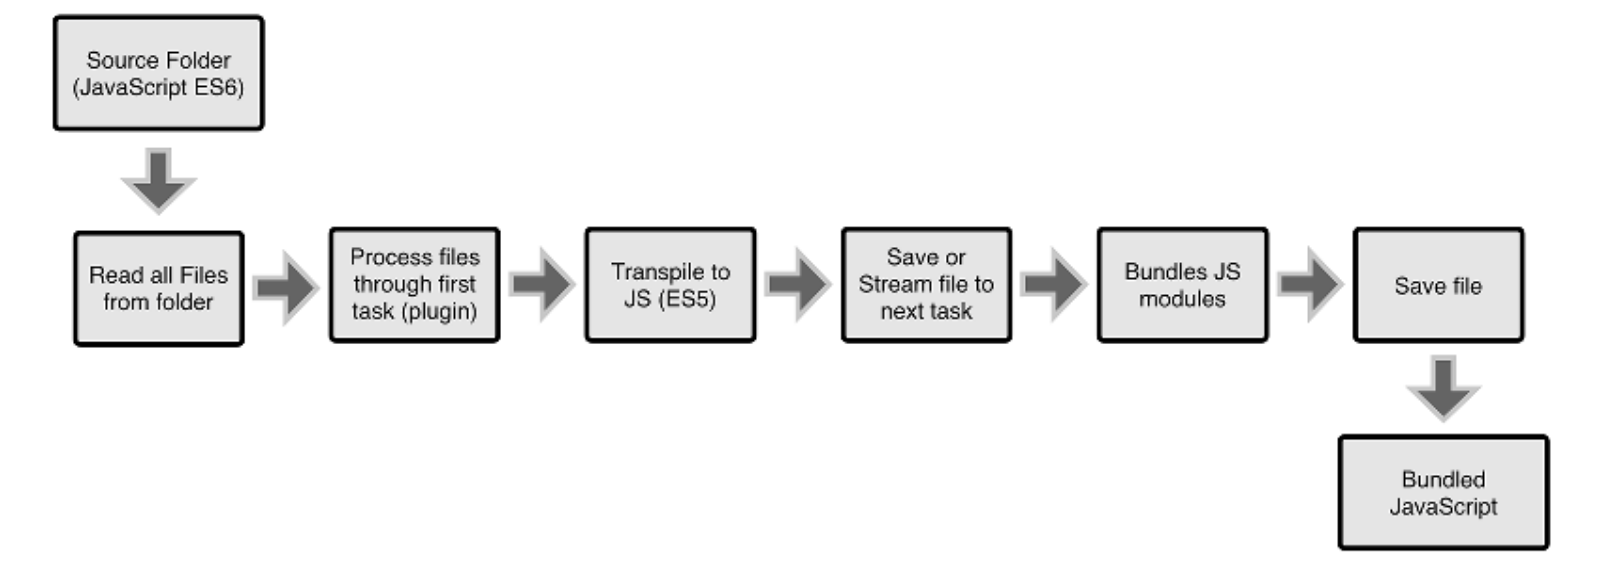 Source Folder
(JavaScript ES6)
Read all Files
from folder
Process files
through first
task (plugin)
Transpile to
JS (ES5)
Save or
Stream file to
next task
Bundles JS
modules
Save file
Bundled
JavaScript